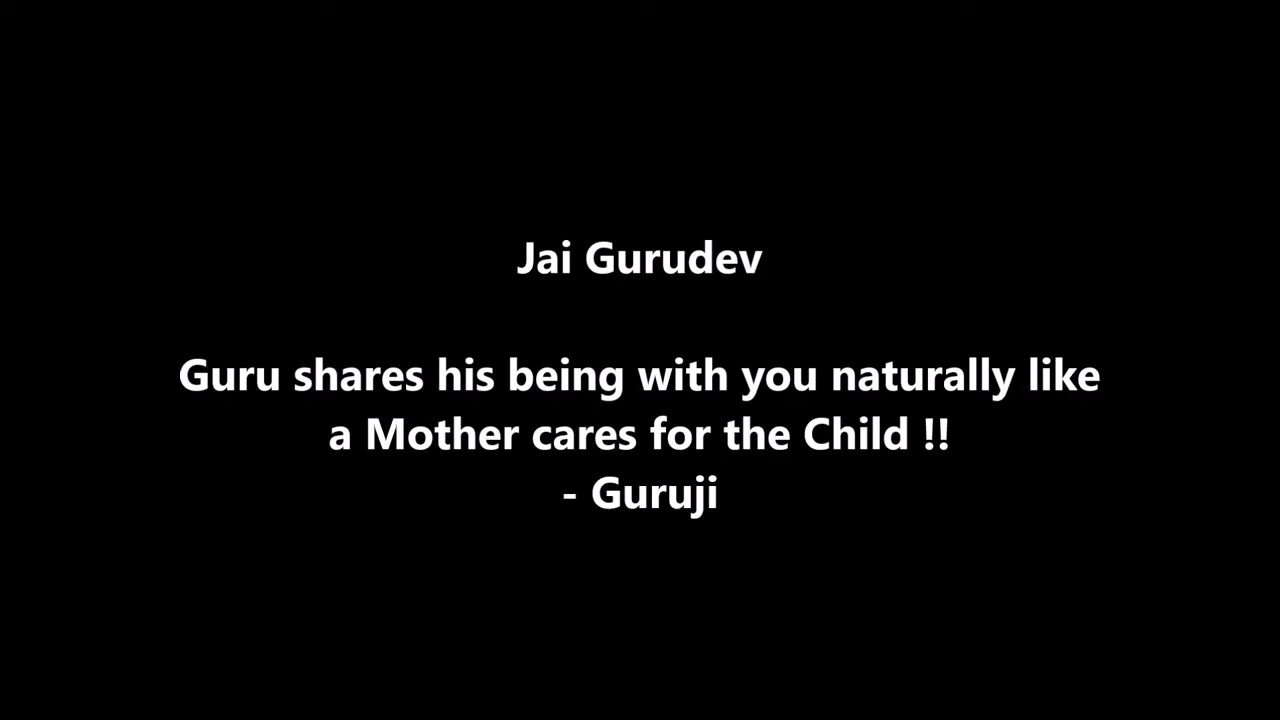 Jai Gurudev
Guru shares his being with you naturally like
a Mother cares for the Child !!
- Guruji